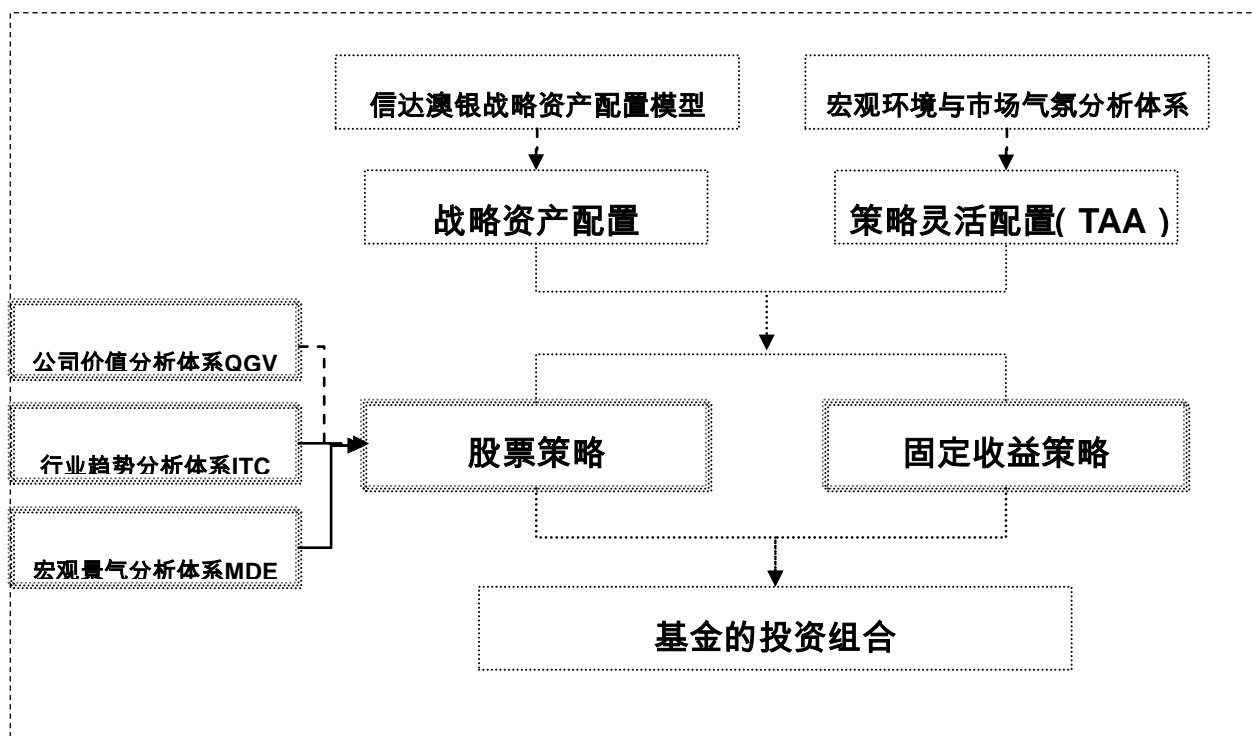 信达澳银战略资产配置模型
宏观环境与市场气氛分析体系
战略资产配置
策略灵活配置( TAA )
公司价值分析体系QGV
行业趋势分析体系ITC
宏观景气分析体系MDE
股票策略
固定收益策略
基金的投资组合